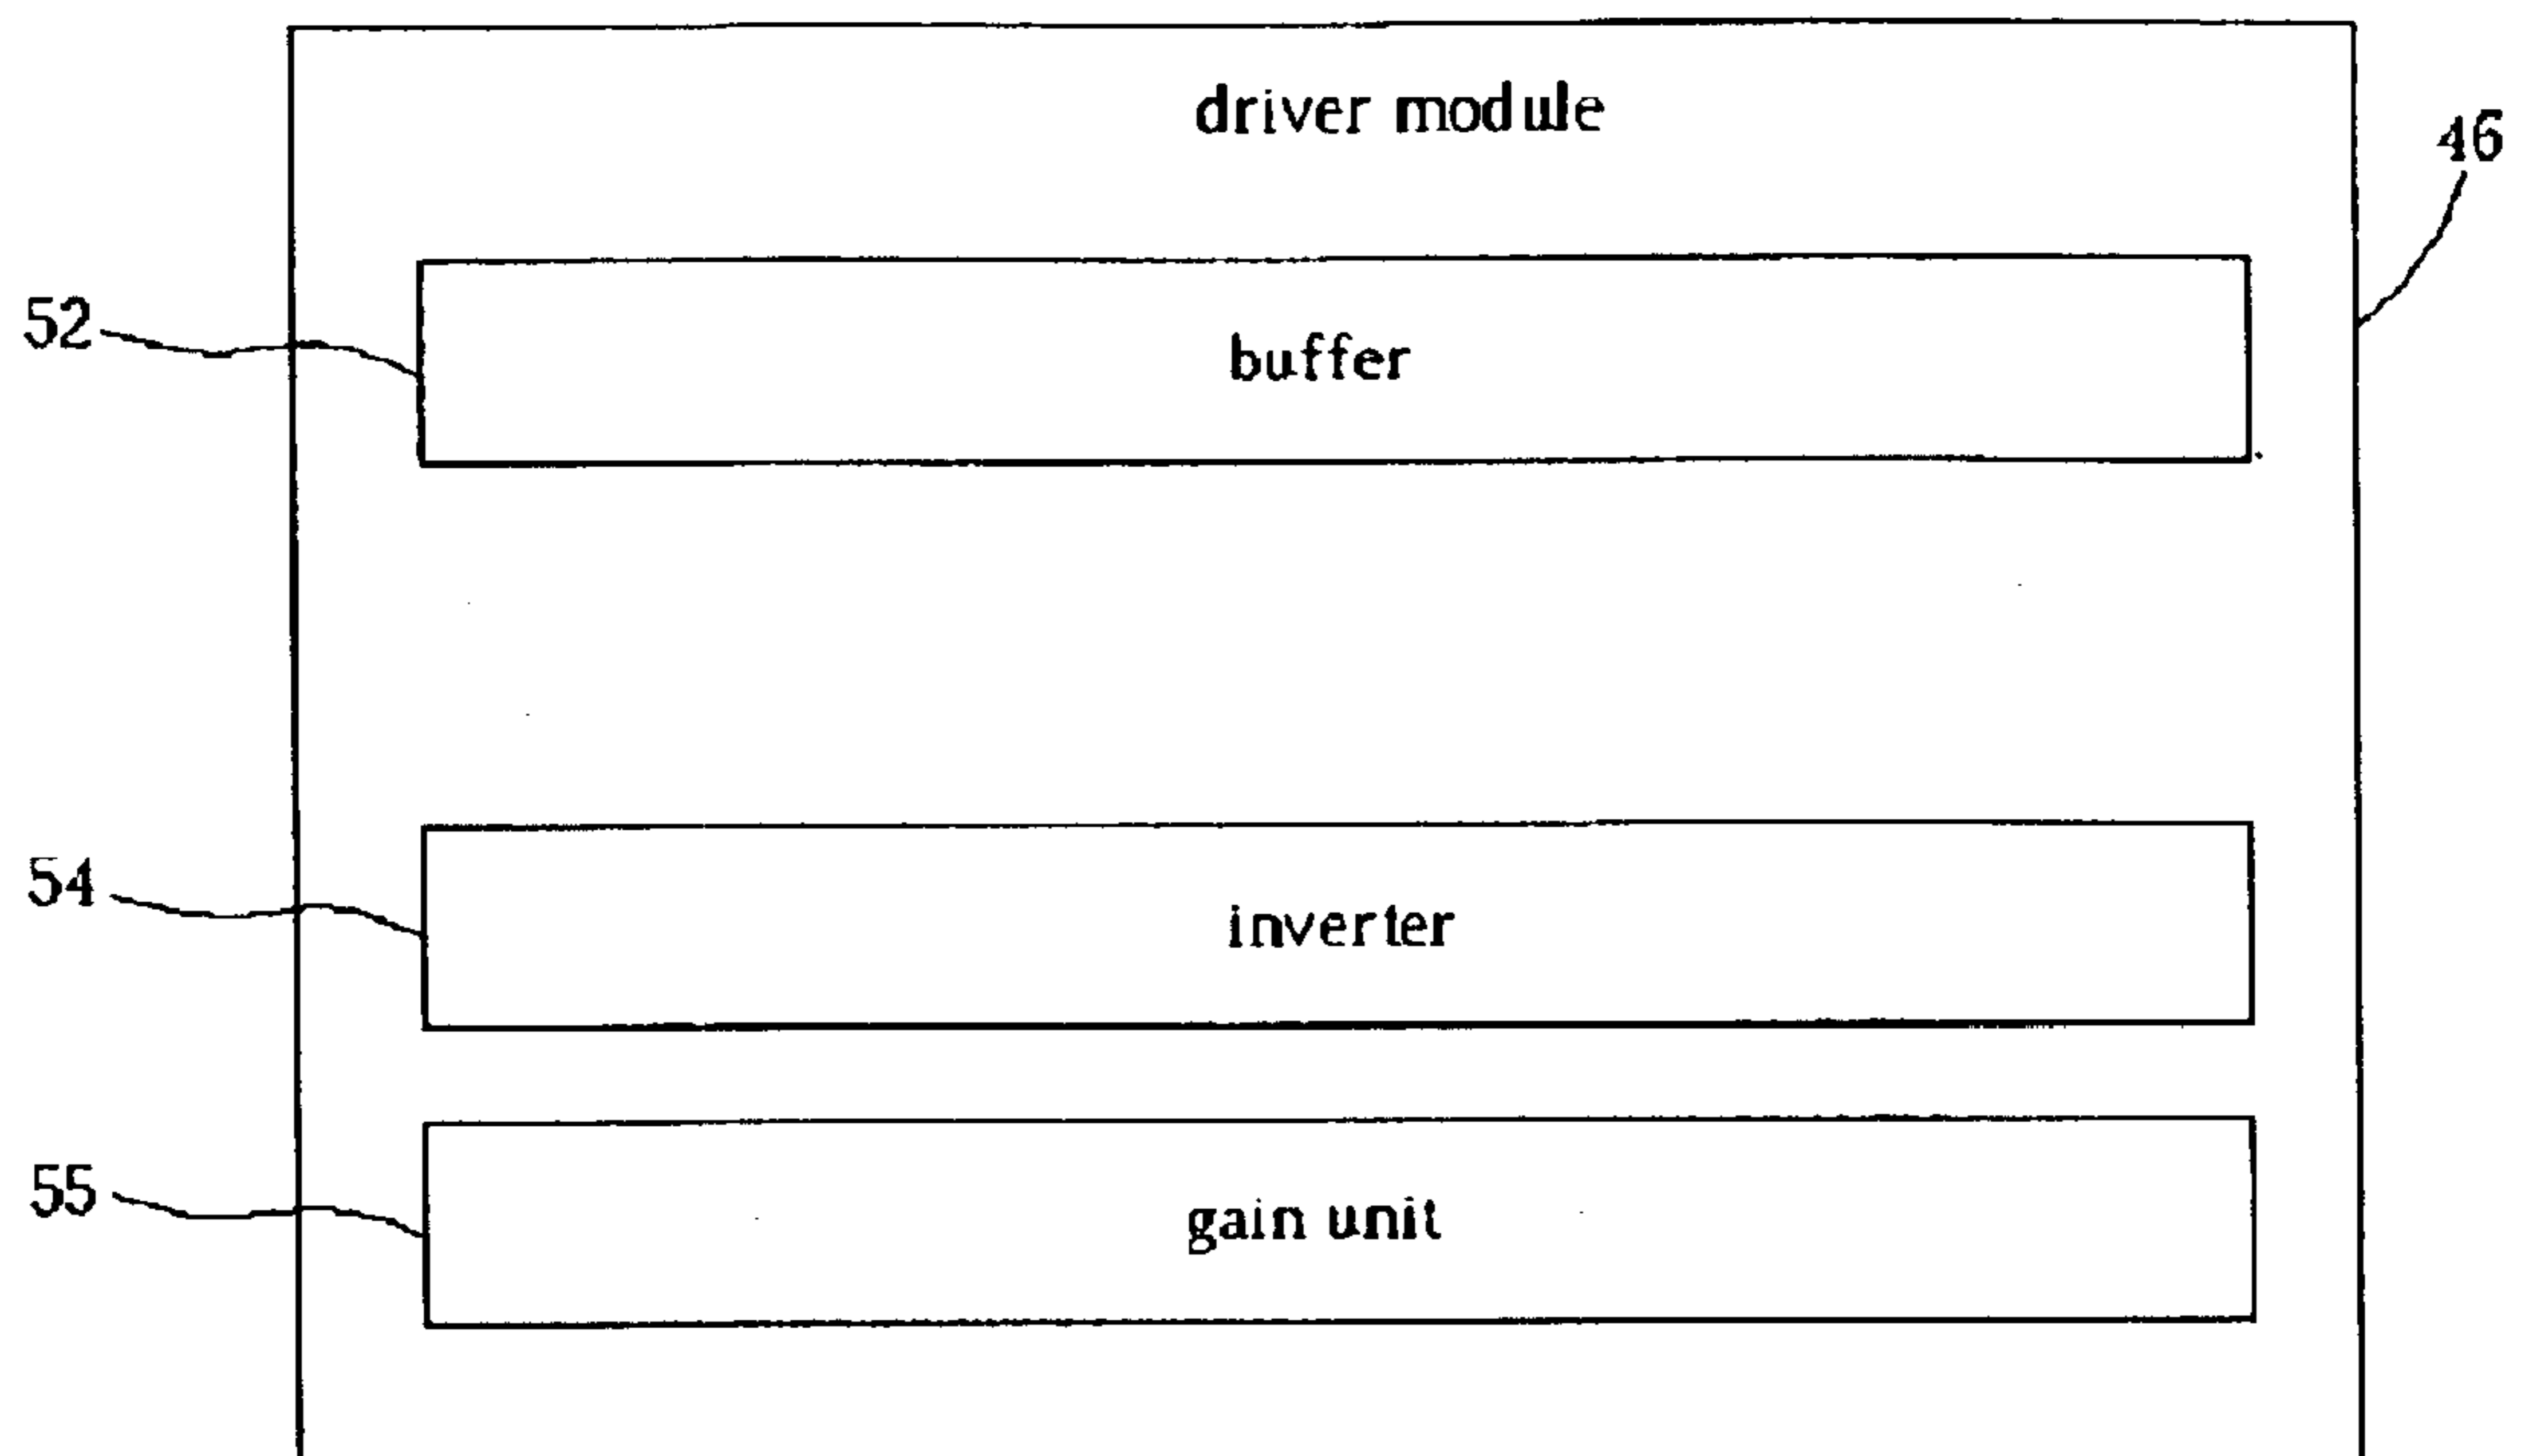 driver module
46
52
buffer
54
inverter
55
gain unit